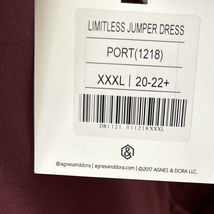 LIMITLESS JUMPER DRESS
PORT(1218)
XXXL | 20-22+
DR1121 011218XXXL
@agnesanddora
@agnesanddora.com | ©2017 AGNES & DORA LLC.